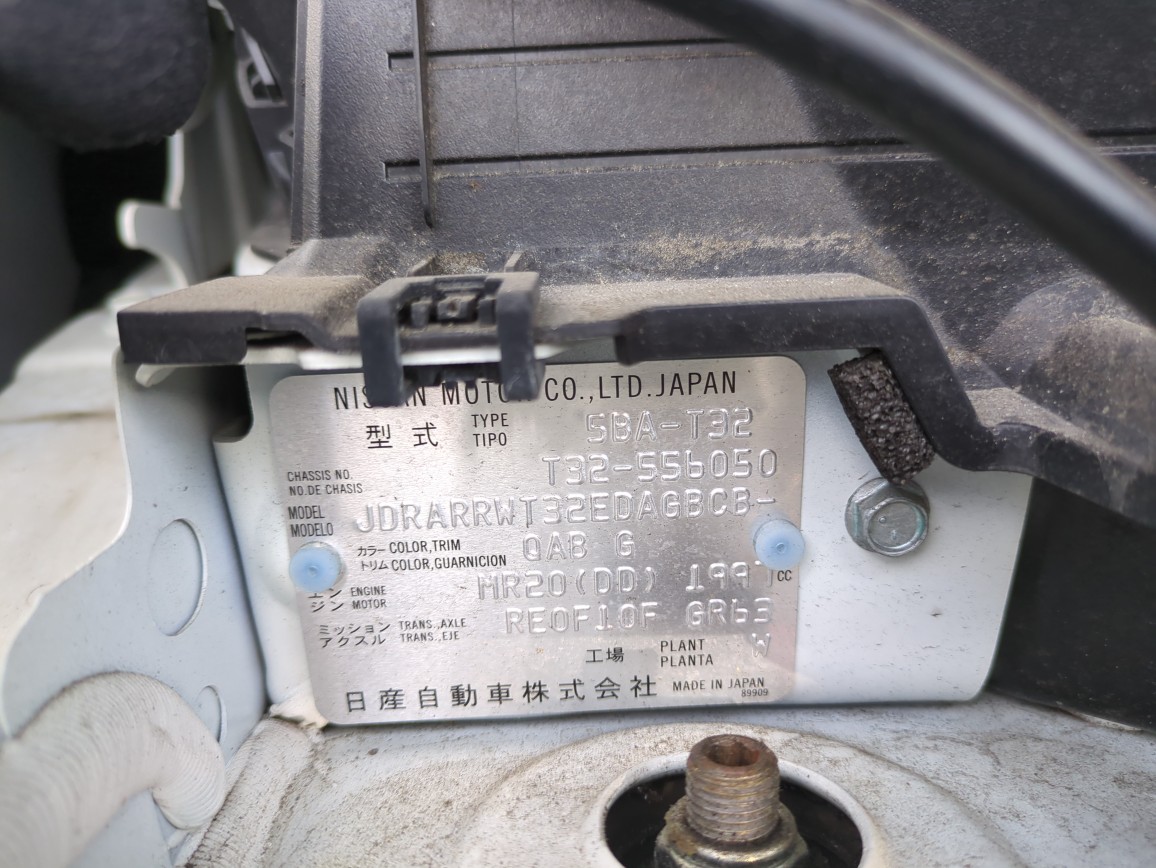 NISSAN MOTOR CO.,LTD.JAPAN
型式 TYPE TIPO 5BA-T32
CHASSIS NO. NO.DE CHASIS T32-556050
MODEL MODELO JDRARRWT32EDAGBCB-
カラー COLOR,TRIM トリム COLOR,GUARNICION QAB G
エンジン ENGINE MOTOR MR20(DD) 1997 CC
ミッション TRANS.,AXLE アクスル TRANS.,EJE RE0F10F GR63
工場 PLANT PLANTA W
日産自動車株式会社 MADE IN JAPAN
89909